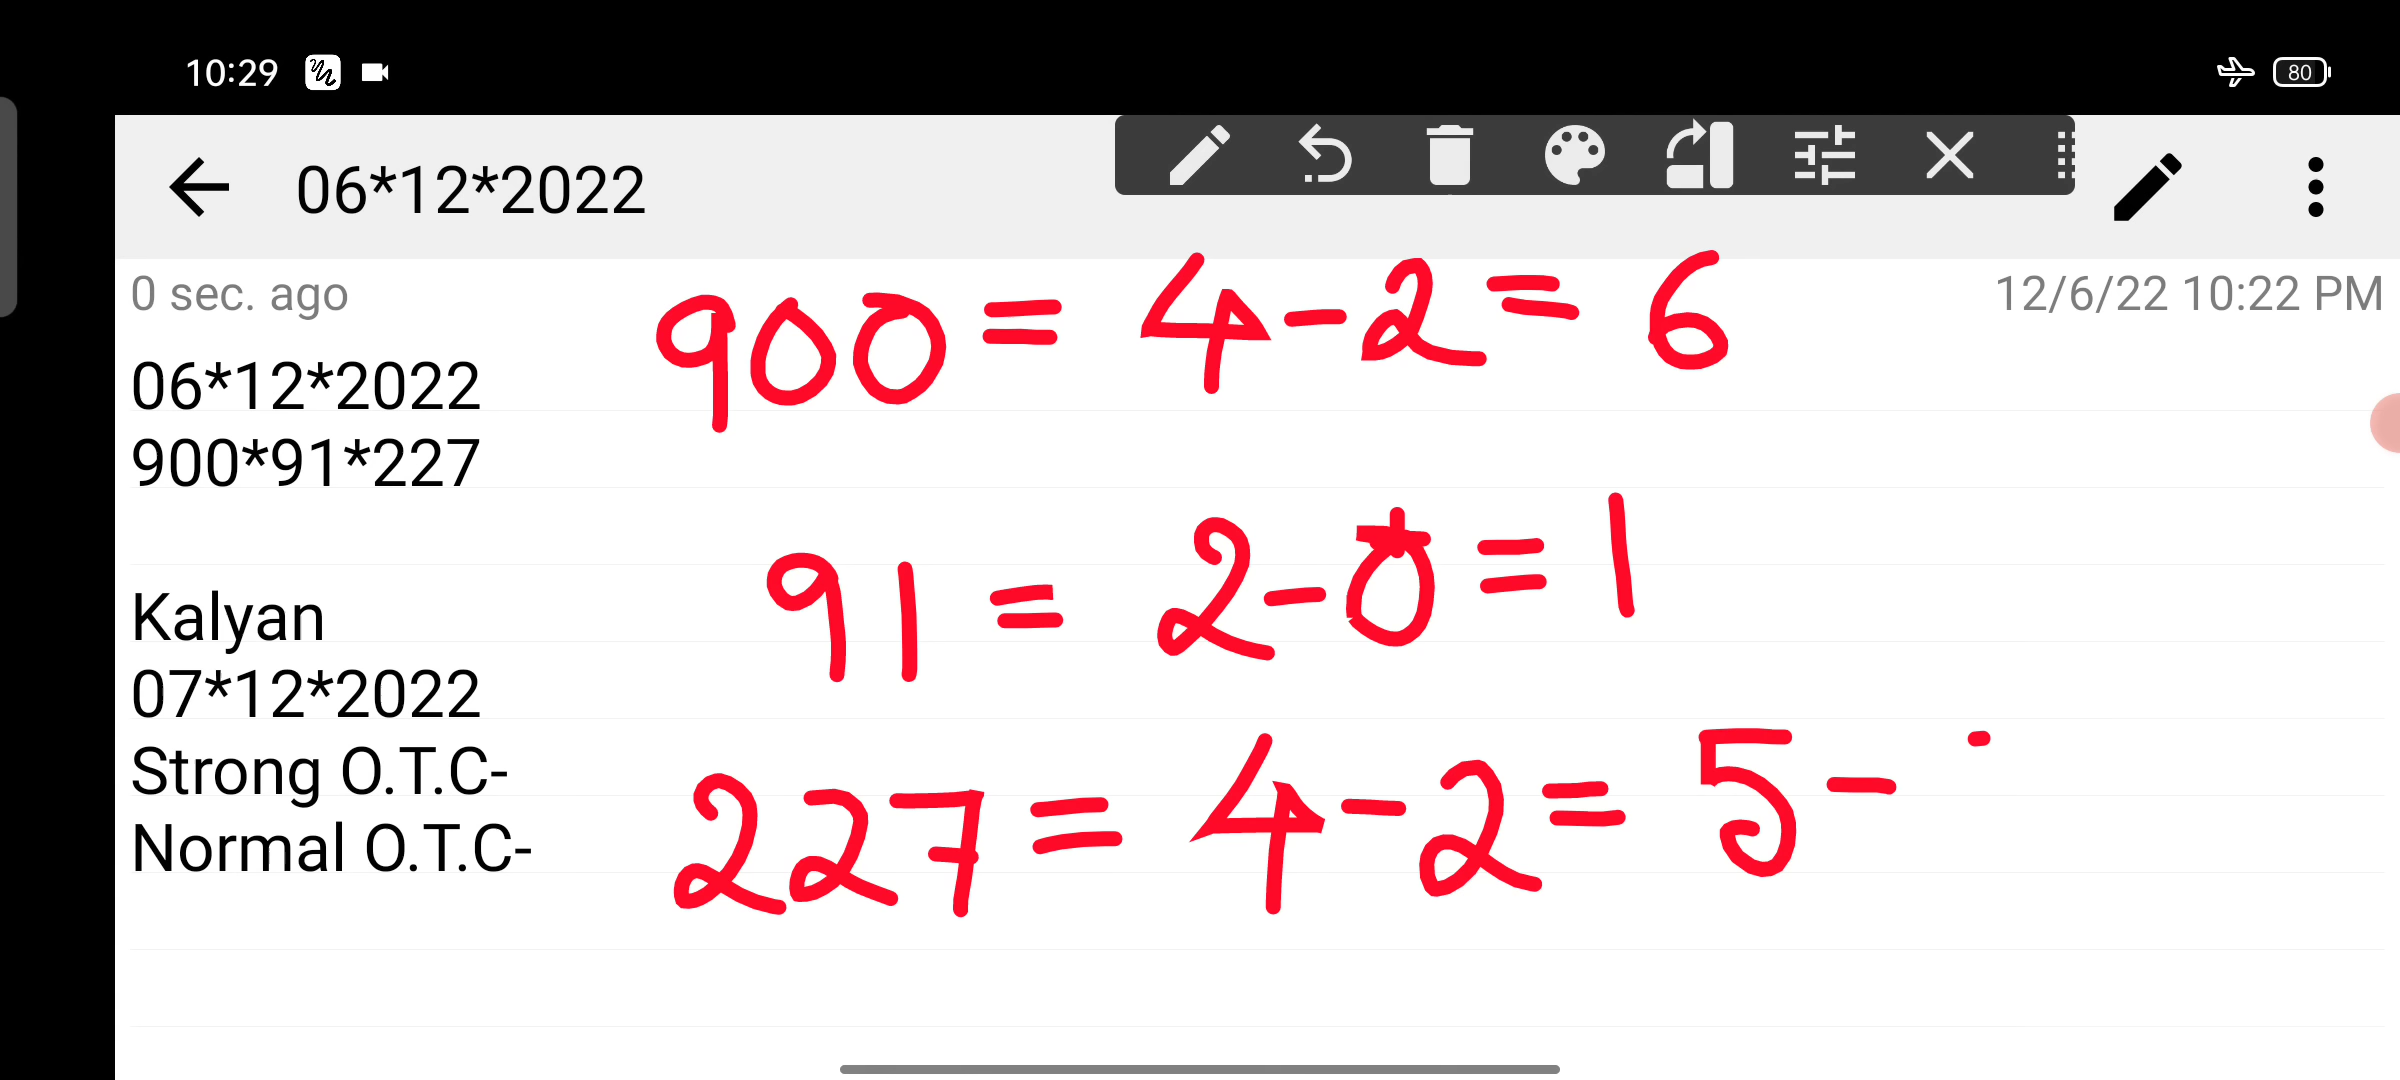 10:29
80
06*12*2022
0 sec. ago
12/6/22 10:22 PM
900 = 4-2 = 6
06*12*2022
900*91*227
91 = 2-0 = 1
Kalyan
07*12*2022
Strong O.T.C-
Normal O.T.C-
227 = 4-2 = 5-